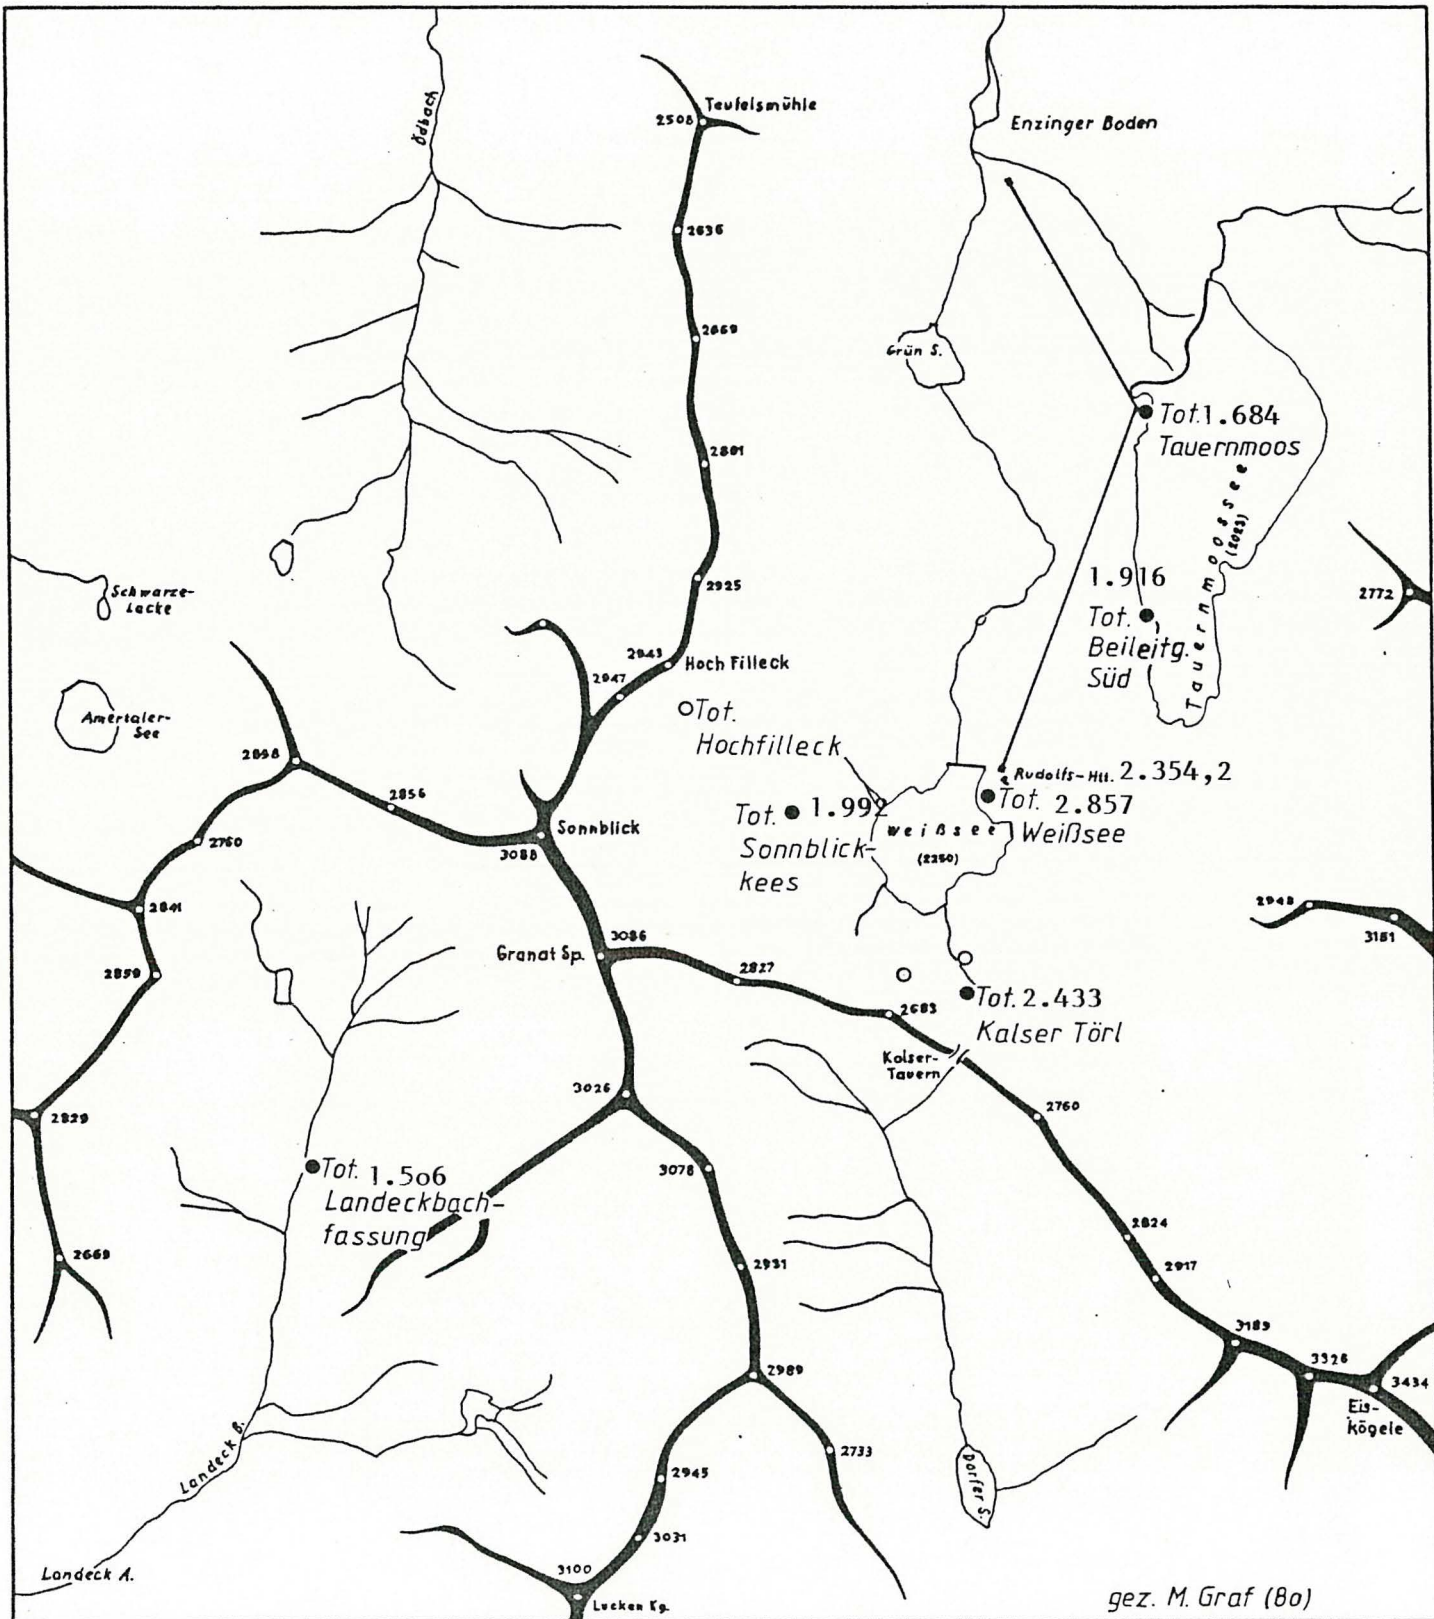 Ödbach
Teufelsmühle
2508
Enzinger Boden
2636
2669
Grün S.
Tot. 1.684
Tauernmoos
2801
Tauernmoossee
(2023)
Schwarze-
Lacke
2925
1.916
Tot.
Beileitg.
Süd
2772
2943
Hoch Filleck
2947
Amertaler-
See
Tot.
Hochfilleck
2898
2856
Rudolfs-Htt. 2.354,2
Tot. 2.857
Weißsee
Tot. 1.992
Sonnblick-
kees
Weißsee
(2250)
2760
Sonnblick
3088
2841
2948
3151
2859
Granat Sp.
3086
2827
2683
Tot. 2.433
Kalser Törl
Kalser-
Tauern
3026
2829
2760
3078
Tot. 1.5o6
Landeckbach-
fassung
2824
2669
2931
2917
3189
3326
3434
Eis-
kögele
2989
Landeck B.
2733
2945
Dorfer S.
3031
3100
Landeck A.
Lucken Kg.
gez. M. Graf (8o)